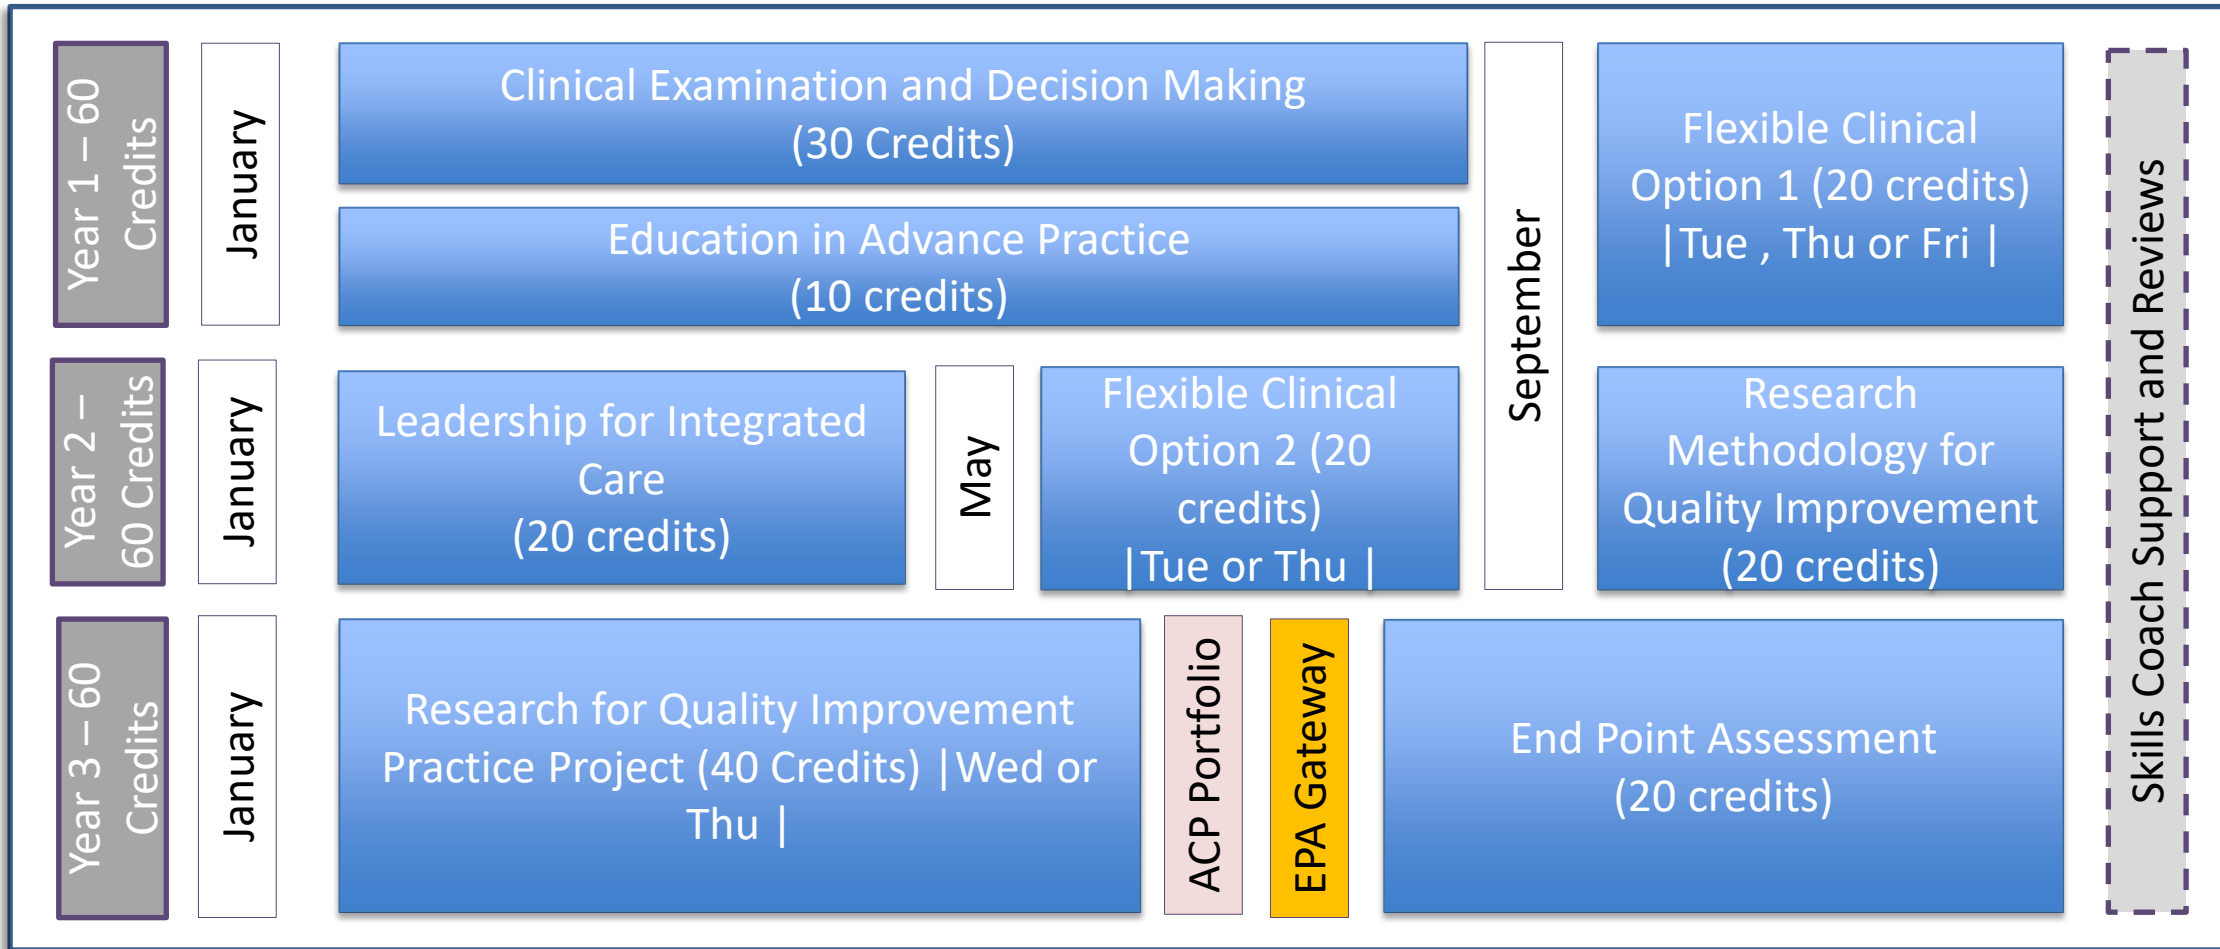 Year 1 – 60
Credits
January
Clinical Examination and Decision Making
(30 Credits)
Education in Advance Practice
(10 credits)
September
Flexible Clinical
Option 1 (20 credits)
|Tue , Thu or Fri |
Year 2 –
60 Credits
January
Leadership for Integrated
Care
(20 credits)
May
Flexible Clinical
Option 2 (20
credits)
|Tue or Thu |
Research
Methodology for
Quality Improvement
(20 credits)
Year 3 – 60
Credits
January
Research for Quality Improvement
Practice Project (40 Credits) |Wed or
Thu |
ACP Portfolio
EPA Gateway
End Point Assessment
(20 credits)
Skills Coach Support and Reviews